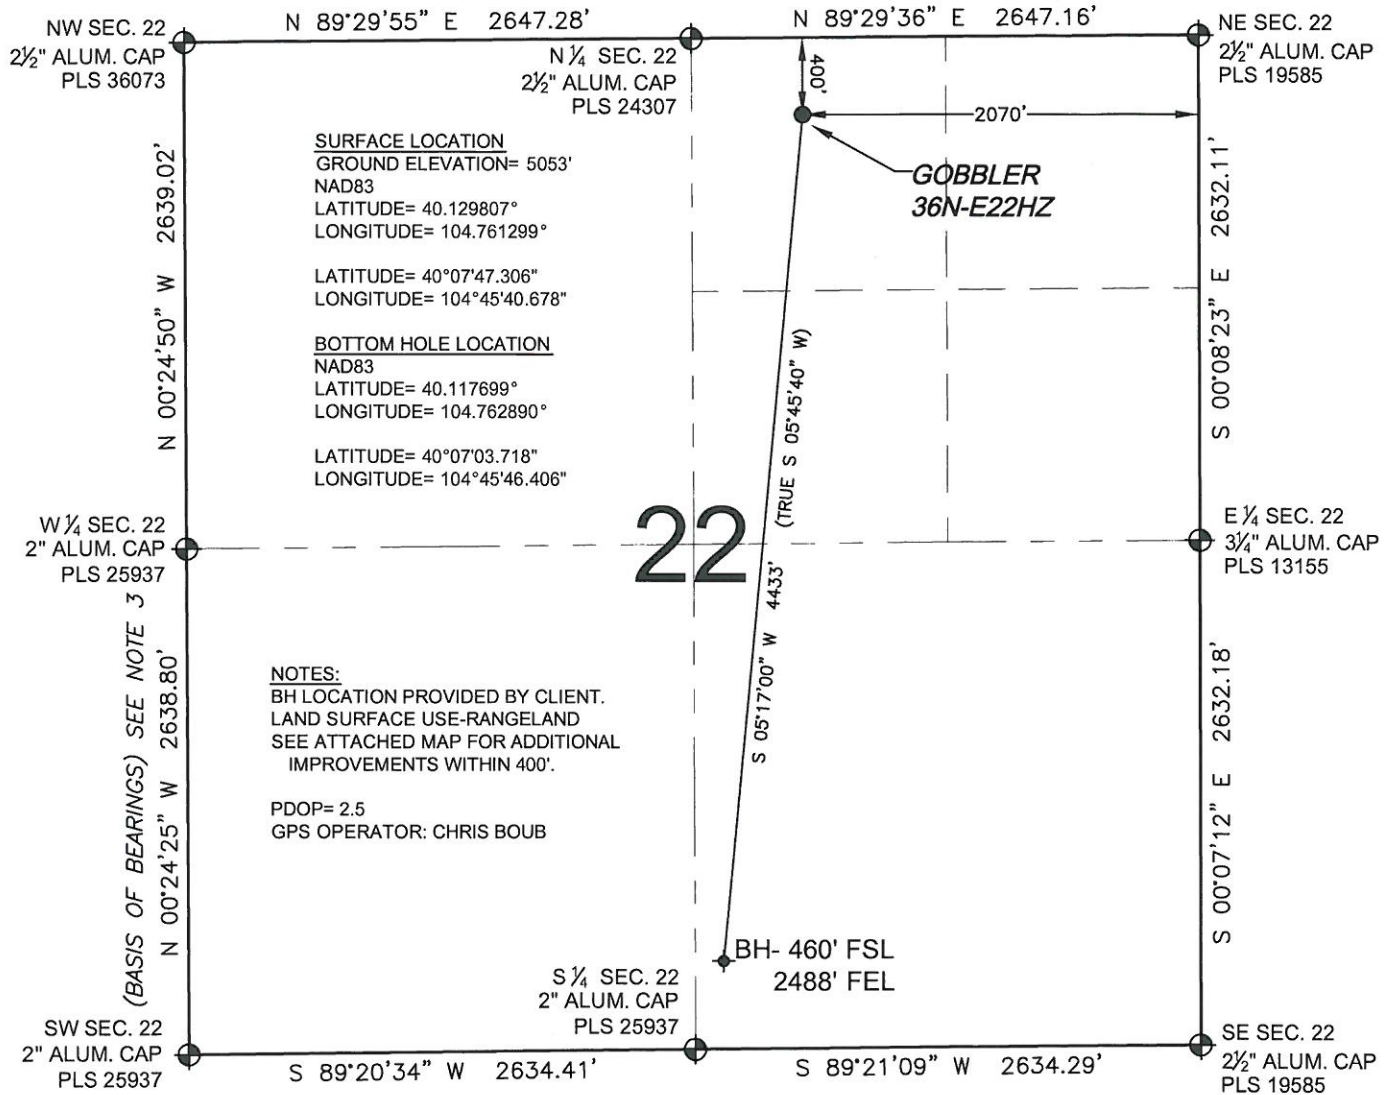 N 89°29'55" E 2647.28'
N 89°29'36" E 2647.16'
NW SEC. 22
2½" ALUM. CAP
PLS 36073
N ¼ SEC. 22
2½" ALUM. CAP
PLS 24307
NE SEC. 22
2½" ALUM. CAP
PLS 19585
400'
2070'
GOBBLER
36N-E22HZ
SURFACE LOCATION
GROUND ELEVATION= 5053'
NAD83
LATITUDE= 40.129807°
LONGITUDE= 104.761299°
LATITUDE= 40°07'47.306"
LONGITUDE= 104°45'40.678"
BOTTOM HOLE LOCATION
NAD83
LATITUDE= 40.117699°
LONGITUDE= 104.762890°
LATITUDE= 40°07'03.718"
LONGITUDE= 104°45'46.406"
N 00°24'50" W 2639.02'
S 00°08'23" E 2632.11'
(TRUE S 05°45'40" W)
S 05°17'00" W 4433'
22
W ¼ SEC. 22
2" ALUM. CAP
PLS 25937
E ¼ SEC. 22
3¼" ALUM. CAP
PLS 13155
(BASIS OF BEARINGS) SEE NOTE 3
N 00°24'25" W 2638.80'
S 00°07'12" E 2632.18'
NOTES:
BH LOCATION PROVIDED BY CLIENT.
LAND SURFACE USE-RANGELAND
SEE ATTACHED MAP FOR ADDITIONAL
IMPROVEMENTS WITHIN 400'.
PDOP= 2.5
GPS OPERATOR: CHRIS BOUB
BH- 460' FSL
2488' FEL
S ¼ SEC. 22
2" ALUM. CAP
PLS 25937
SW SEC. 22
2" ALUM. CAP
PLS 25937
SE SEC. 22
2½" ALUM. CAP
PLS 19585
S 89°20'34" W 2634.41'
S 89°21'09" W 2634.29'